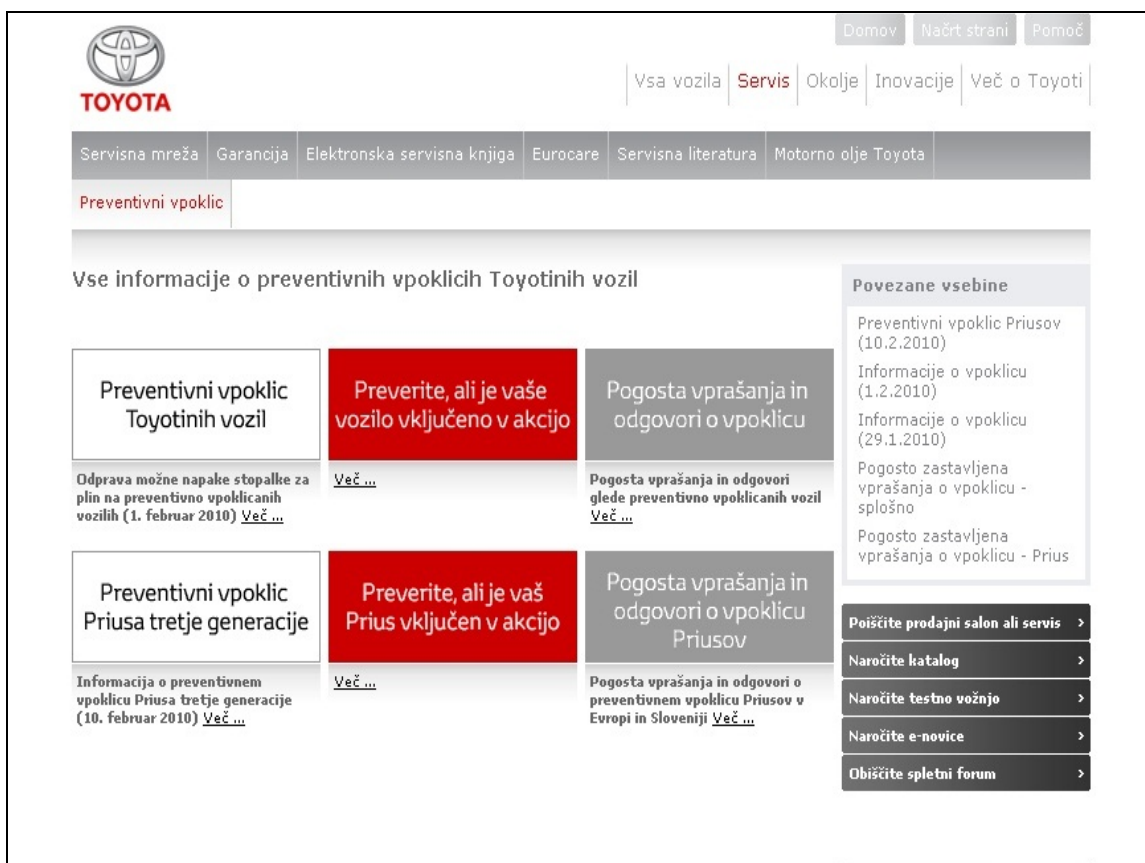 Domov Načrt strani Pomoč
TOYOTA
Vsa vozila Servis Okolje Inovacije Več o Toyoti
Servisna mreža Garancija Elektronska servisna knjiga Eurocare Servisna literatura Motorno olje Toyota
Preventivni vpoklic
Vse informacije o preventivnih vpoklicih Toyotinih vozil
Preventivni vpoklic
Toyotinih vozil
Odprava možne napake stopalke za
plin na preventivno vpoklicanih
vozilih (1. februar 2010) Več ...
Preverite, ali je vaše
vozilo vključeno v akcijo
Več ...
Pogosta vprašanja in
odgovori o vpoklicu
Pogosta vprašanja in odgovori
glede preventivno vpoklicanih vozil
Več ...
Preventivni vpoklic
Priusa tretje generacije
Informacija o preventivnem
vpoklicu Priusa tretje generacije
(10. februar 2010) Več ...
Preverite, ali je vaš
Prius vključen v akcijo
Več ...
Pogosta vprašanja in
odgovori o vpoklicu
Priusov
Pogosta vprašanja in odgovori o
preventivnem vpoklicu Priusov v
Evropi in Sloveniji Več ...
Povezane vsebine
Preventivni vpoklic Priusov
(10.2.2010)
Informacije o vpoklicu
(1.2.2010)
Informacije o vpoklicu
(29.1.2010)
Pogosto zastavljena
vprašanja o vpoklicu -
splošno
Pogosto zastavljena
vprašanja o vpoklicu - Prius
Poiščite prodajni salon ali servis
Naročite katalog
Naročite testno vožnjo
Naročite e-novice
Obiščite spletni forum